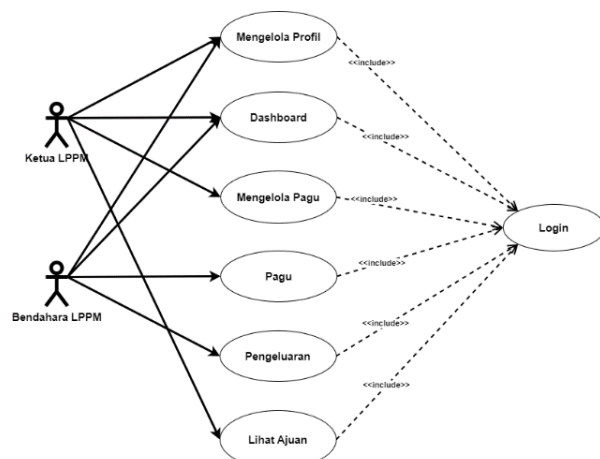 Mengelola Profil
<<include>>
Dashboard
Ketua LPPM
<<include>>
Mengelola Pagu
<<include>>
Login
Pagu
Bendahara LPPM
<<include>>
Pengeluaran
<<include>>
<<include>>
Lihat Ajuan